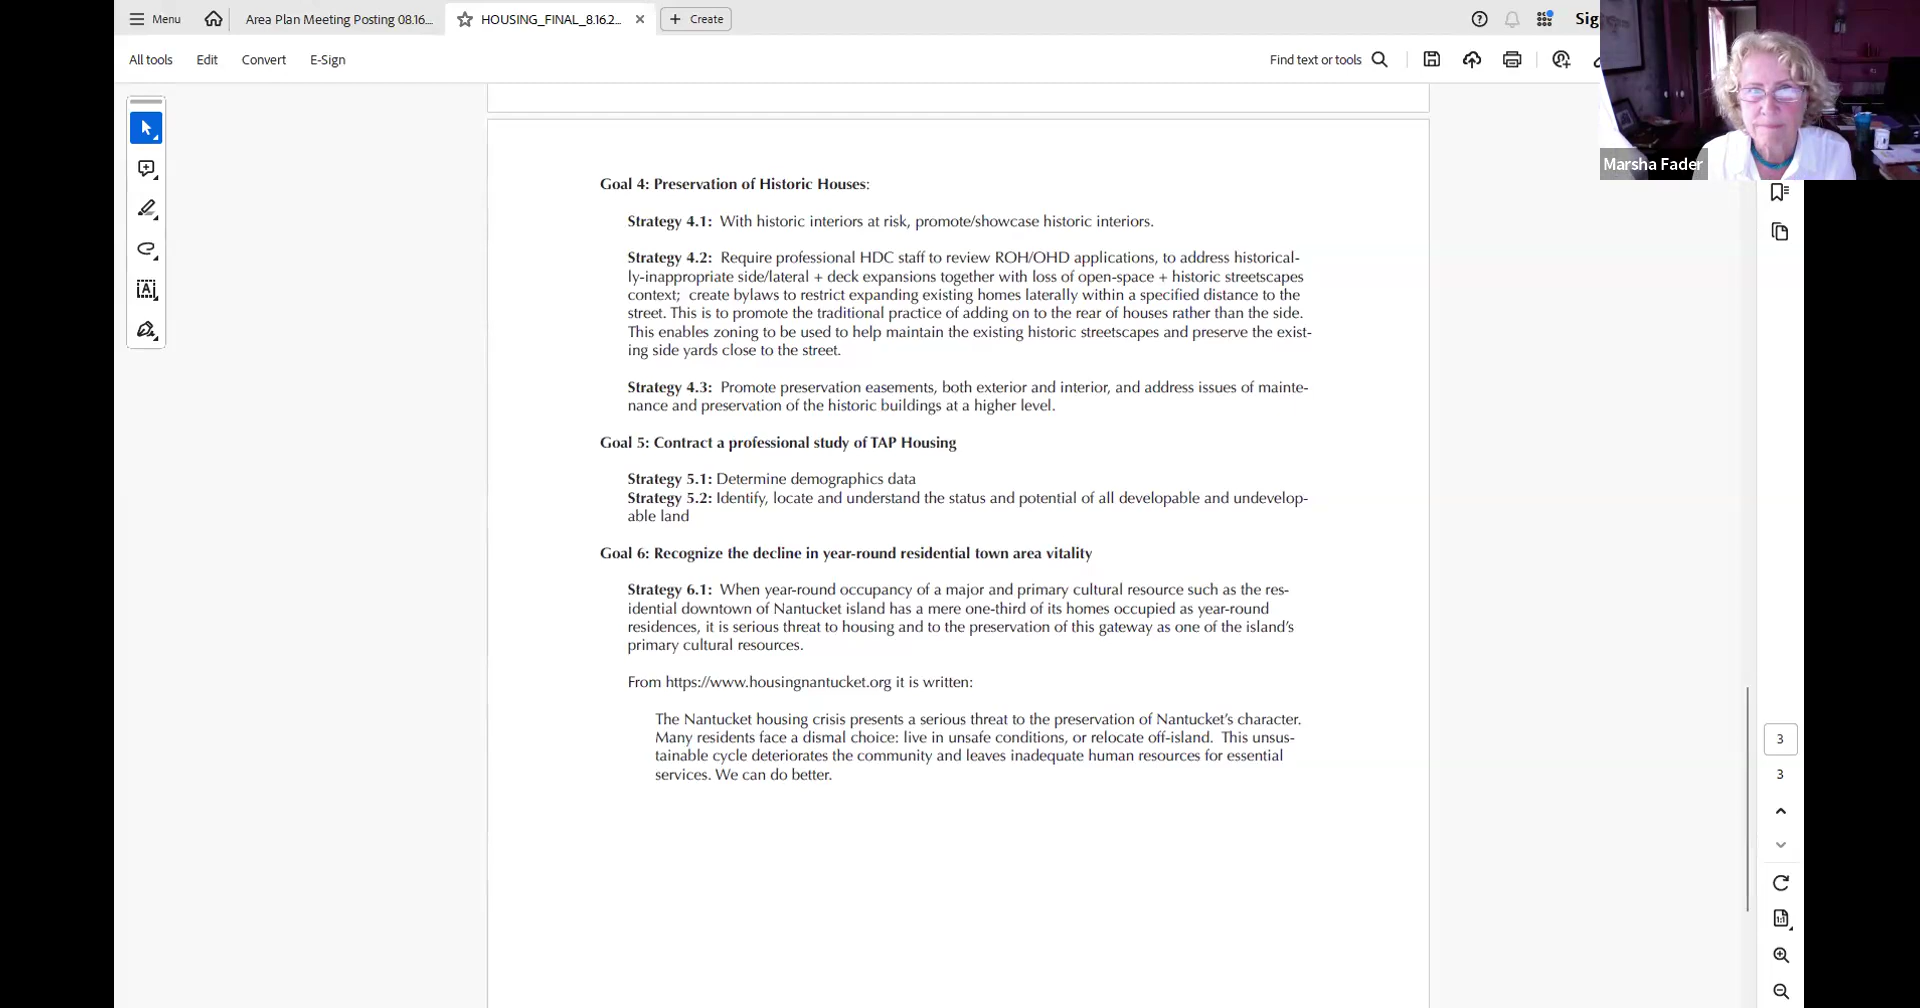 Menu
Area Plan Meeting Posting 08.16...
HOUSING_FINAL_8.16.2...
Create
Sig
All tools
Edit
Convert
E-Sign
Find text or tools
Marsha Fader
Goal 4: Preservation of Historic Houses:
Strategy 4.1: With historic interiors at risk, promote/showcase historic interiors.
Strategy 4.2: Require professional HDC staff to review ROH/OHD applications, to address historical-
ly-inappropriate side/lateral + deck expansions together with loss of open-space + historic streetscapes
context; create bylaws to restrict expanding existing homes laterally within a specified distance to the
street. This is to promote the traditional practice of adding on to the rear of houses rather than the side.
This enables zoning to be used to help maintain the existing historic streetscapes and preserve the exist-
ing side yards close to the street.
Strategy 4.3: Promote preservation easements, both exterior and interior, and address issues of mainte-
nance and preservation of the historic buildings at a higher level.
Goal 5: Contract a professional study of TAP Housing
Strategy 5.1: Determine demographics data
Strategy 5.2: Identify, locate and understand the status and potential of all developable and undevelop-
able land
Goal 6: Recognize the decline in year-round residential town area vitality
Strategy 6.1: When year-round occupancy of a major and primary cultural resource such as the res-
idential downtown of Nantucket island has a mere one-third of its homes occupied as year-round
residences, it is serious threat to housing and to the preservation of this gateway as one of the island's
primary cultural resources.
From https://www.housingnantucket.org it is written:
The Nantucket housing crisis presents a serious threat to the preservation of Nantucket's character.
Many residents face a dismal choice: live in unsafe conditions, or relocate off-island. This unsus-
tainable cycle deteriorates the community and leaves inadequate human resources for essential
services. We can do better.
3
3